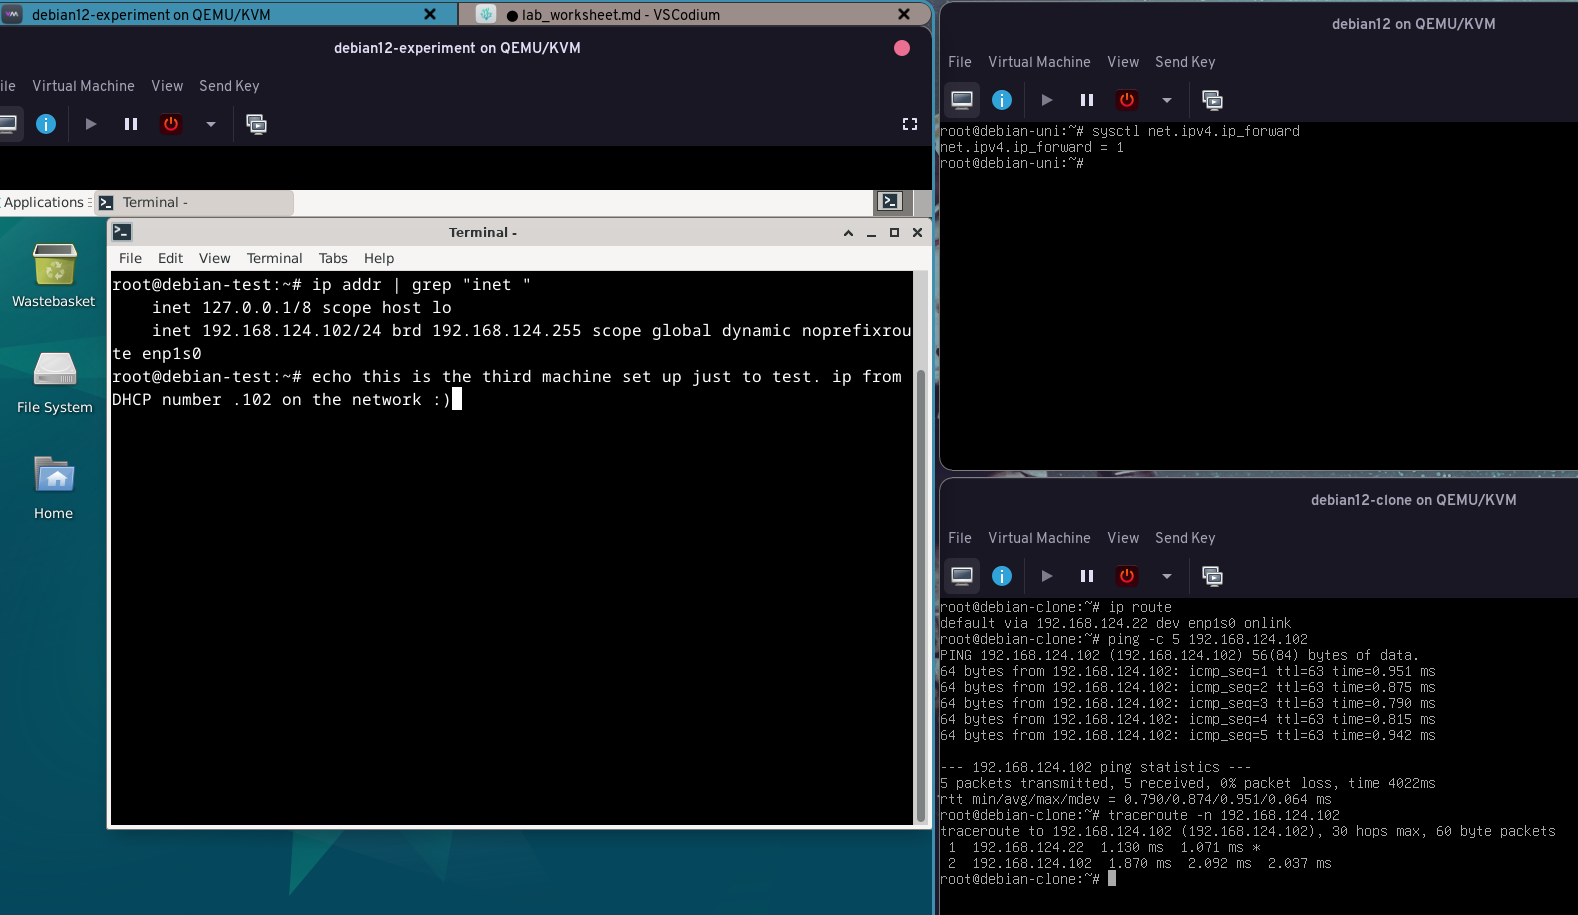 debian12-experiment on QEMU/KVM
● lab_worksheet.md - VSCodium
debian12-experiment on QEMU/KVM
ile Virtual Machine View Send Key
Applications Terminal -
Wastebasket
File System
Home
Terminal -
File Edit View Terminal Tabs Help
root@debian-test:~# ip addr | grep "inet "
    inet 127.0.0.1/8 scope host lo
    inet 192.168.124.102/24 brd 192.168.124.255 scope global dynamic noprefixrou
te enp1s0
root@debian-test:~# echo this is the third machine set up just to test. ip from
DHCP number .102 on the network :)
debian12 on QEMU/KVM
File Virtual Machine View Send Key
root@debian-uni:~# sysctl net.ipv4.ip_forward
net.ipv4.ip_forward = 1
root@debian-uni:~#
debian12-clone on QEMU/KVM
File Virtual Machine View Send Key
root@debian-clone:~# ip route
default via 192.168.124.22 dev enp1s0 onlink
root@debian-clone:~# ping -c 5 192.168.124.102
PING 192.168.124.102 (192.168.124.102) 56(84) bytes of data.
64 bytes from 192.168.124.102: icmp_seq=1 ttl=63 time=0.951 ms
64 bytes from 192.168.124.102: icmp_seq=2 ttl=63 time=0.875 ms
64 bytes from 192.168.124.102: icmp_seq=3 ttl=63 time=0.790 ms
64 bytes from 192.168.124.102: icmp_seq=4 ttl=63 time=0.815 ms
64 bytes from 192.168.124.102: icmp_seq=5 ttl=63 time=0.942 ms
--- 192.168.124.102 ping statistics ---
5 packets transmitted, 5 received, 0% packet loss, time 4022ms
rtt min/avg/max/mdev = 0.790/0.874/0.951/0.064 ms
root@debian-clone:~# traceroute -n 192.168.124.102
traceroute to 192.168.124.102 (192.168.124.102), 30 hops max, 60 byte packets
 1  192.168.124.22  1.130 ms  1.071 ms *
 2  192.168.124.102  1.870 ms  2.092 ms  2.037 ms
root@debian-clone:~#